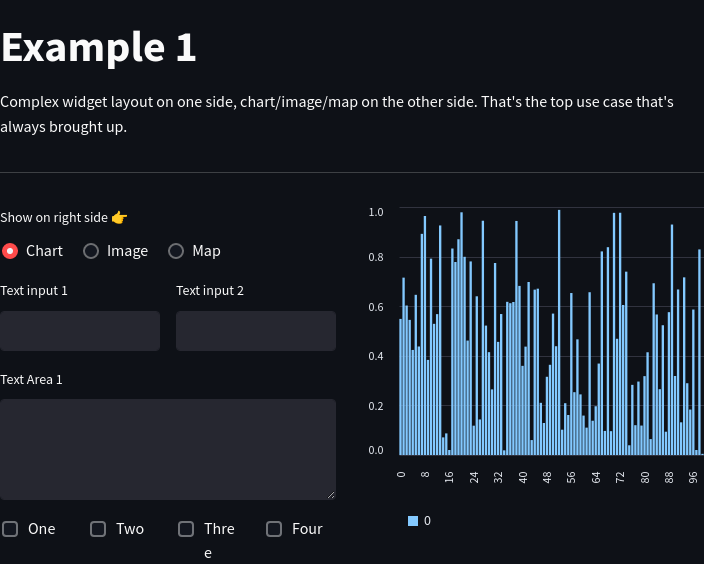 Example 1
Complex widget layout on one side, chart/image/map on the other side. That's the top use case that's
always brought up.
Show on right side 👉
Chart Image Map
Text input 1 Text input 2
Text Area 1
One Two Thre Four
e
1.0
0.8
0.6
0.4
0.2
0.0
0 8 16 24 32 40 48 56 64 72 80 88 96
0